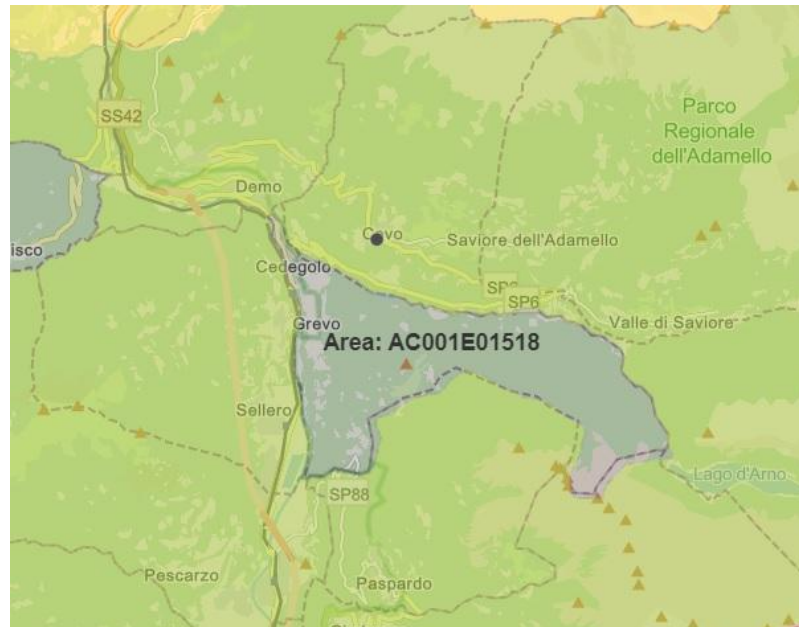 SS42
Parco
Regionale
dell'Adamello
Demo
isco
Cevo
Saviore dell'Adamello
Cedegolo
SP6
Valle di Saviore
Grevo
Area: AC001E01518
Sellero
Lago d'Arno
SP88
Pescarzo
Paspardo